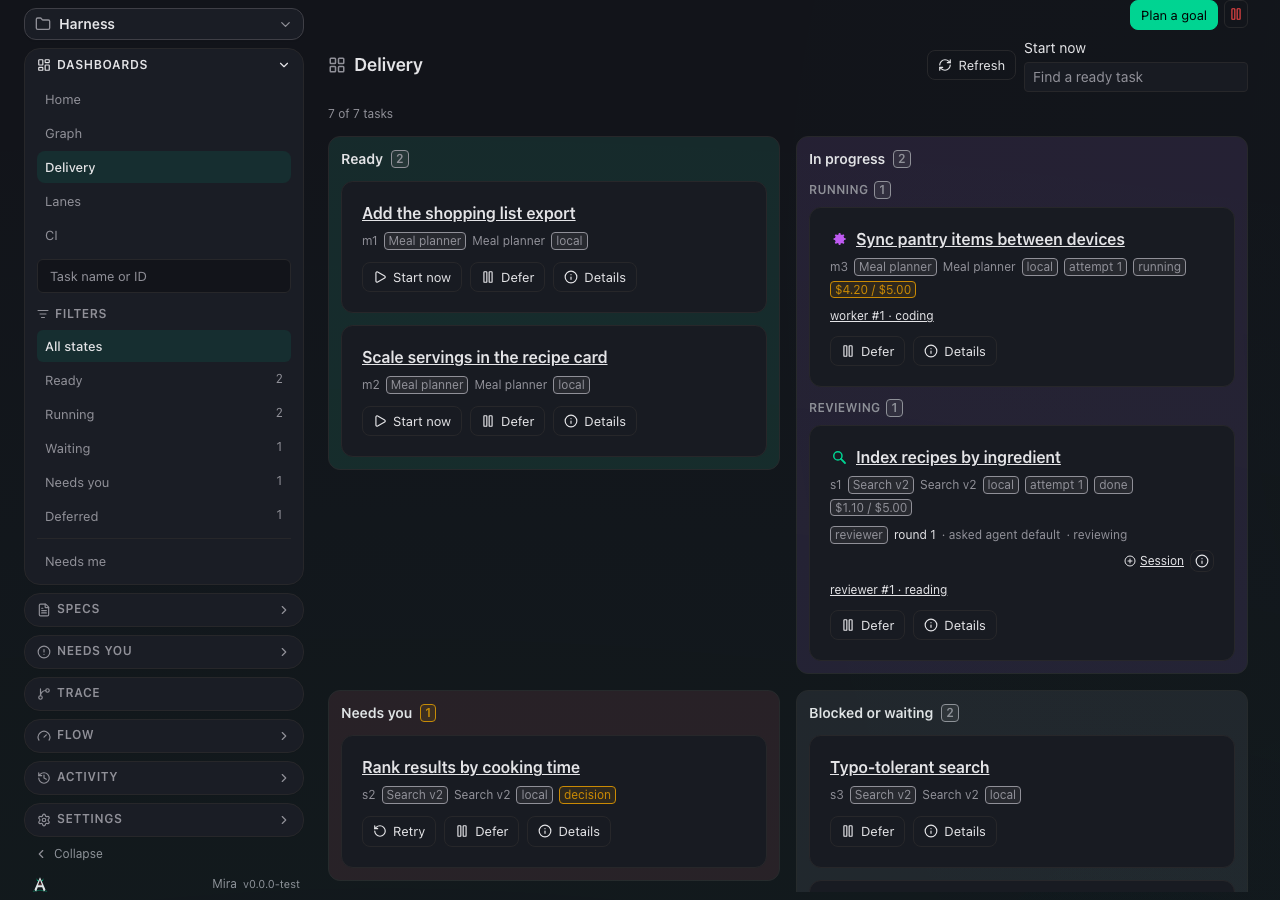 Harness
DASHBOARDS
Home
Graph
Delivery
Lanes
CI
Task name or ID
FILTERS
All states
Ready 2
Running 2
Waiting 1
Needs you 1
Deferred 1
Needs me
SPECS
NEEDS YOU
TRACE
FLOW
ACTIVITY
SETTINGS
Collapse
Mira v0.0.0-test
Plan a goal
Delivery
Refresh
Start now
Find a ready task
7 of 7 tasks
Ready 2
Add the shopping list export
m1 Meal planner Meal planner local
Start now Defer Details
Scale servings in the recipe card
m2 Meal planner Meal planner local
Start now Defer Details
In progress 2
RUNNING 1
Sync pantry items between devices
m3 Meal planner Meal planner local attempt 1 running
$4.20 / $5.00
worker #1 · coding
Defer Details
REVIEWING 1
Index recipes by ingredient
s1 Search v2 Search v2 local attempt 1 done
$1.10 / $5.00
reviewer round 1 · asked agent default · reviewing
Session
reviewer #1 · reading
Defer Details
Needs you 1
Rank results by cooking time
s2 Search v2 Search v2 local decision
Retry Defer Details
Blocked or waiting 2
Typo-tolerant search
s3 Search v2 Search v2 local
Defer Details